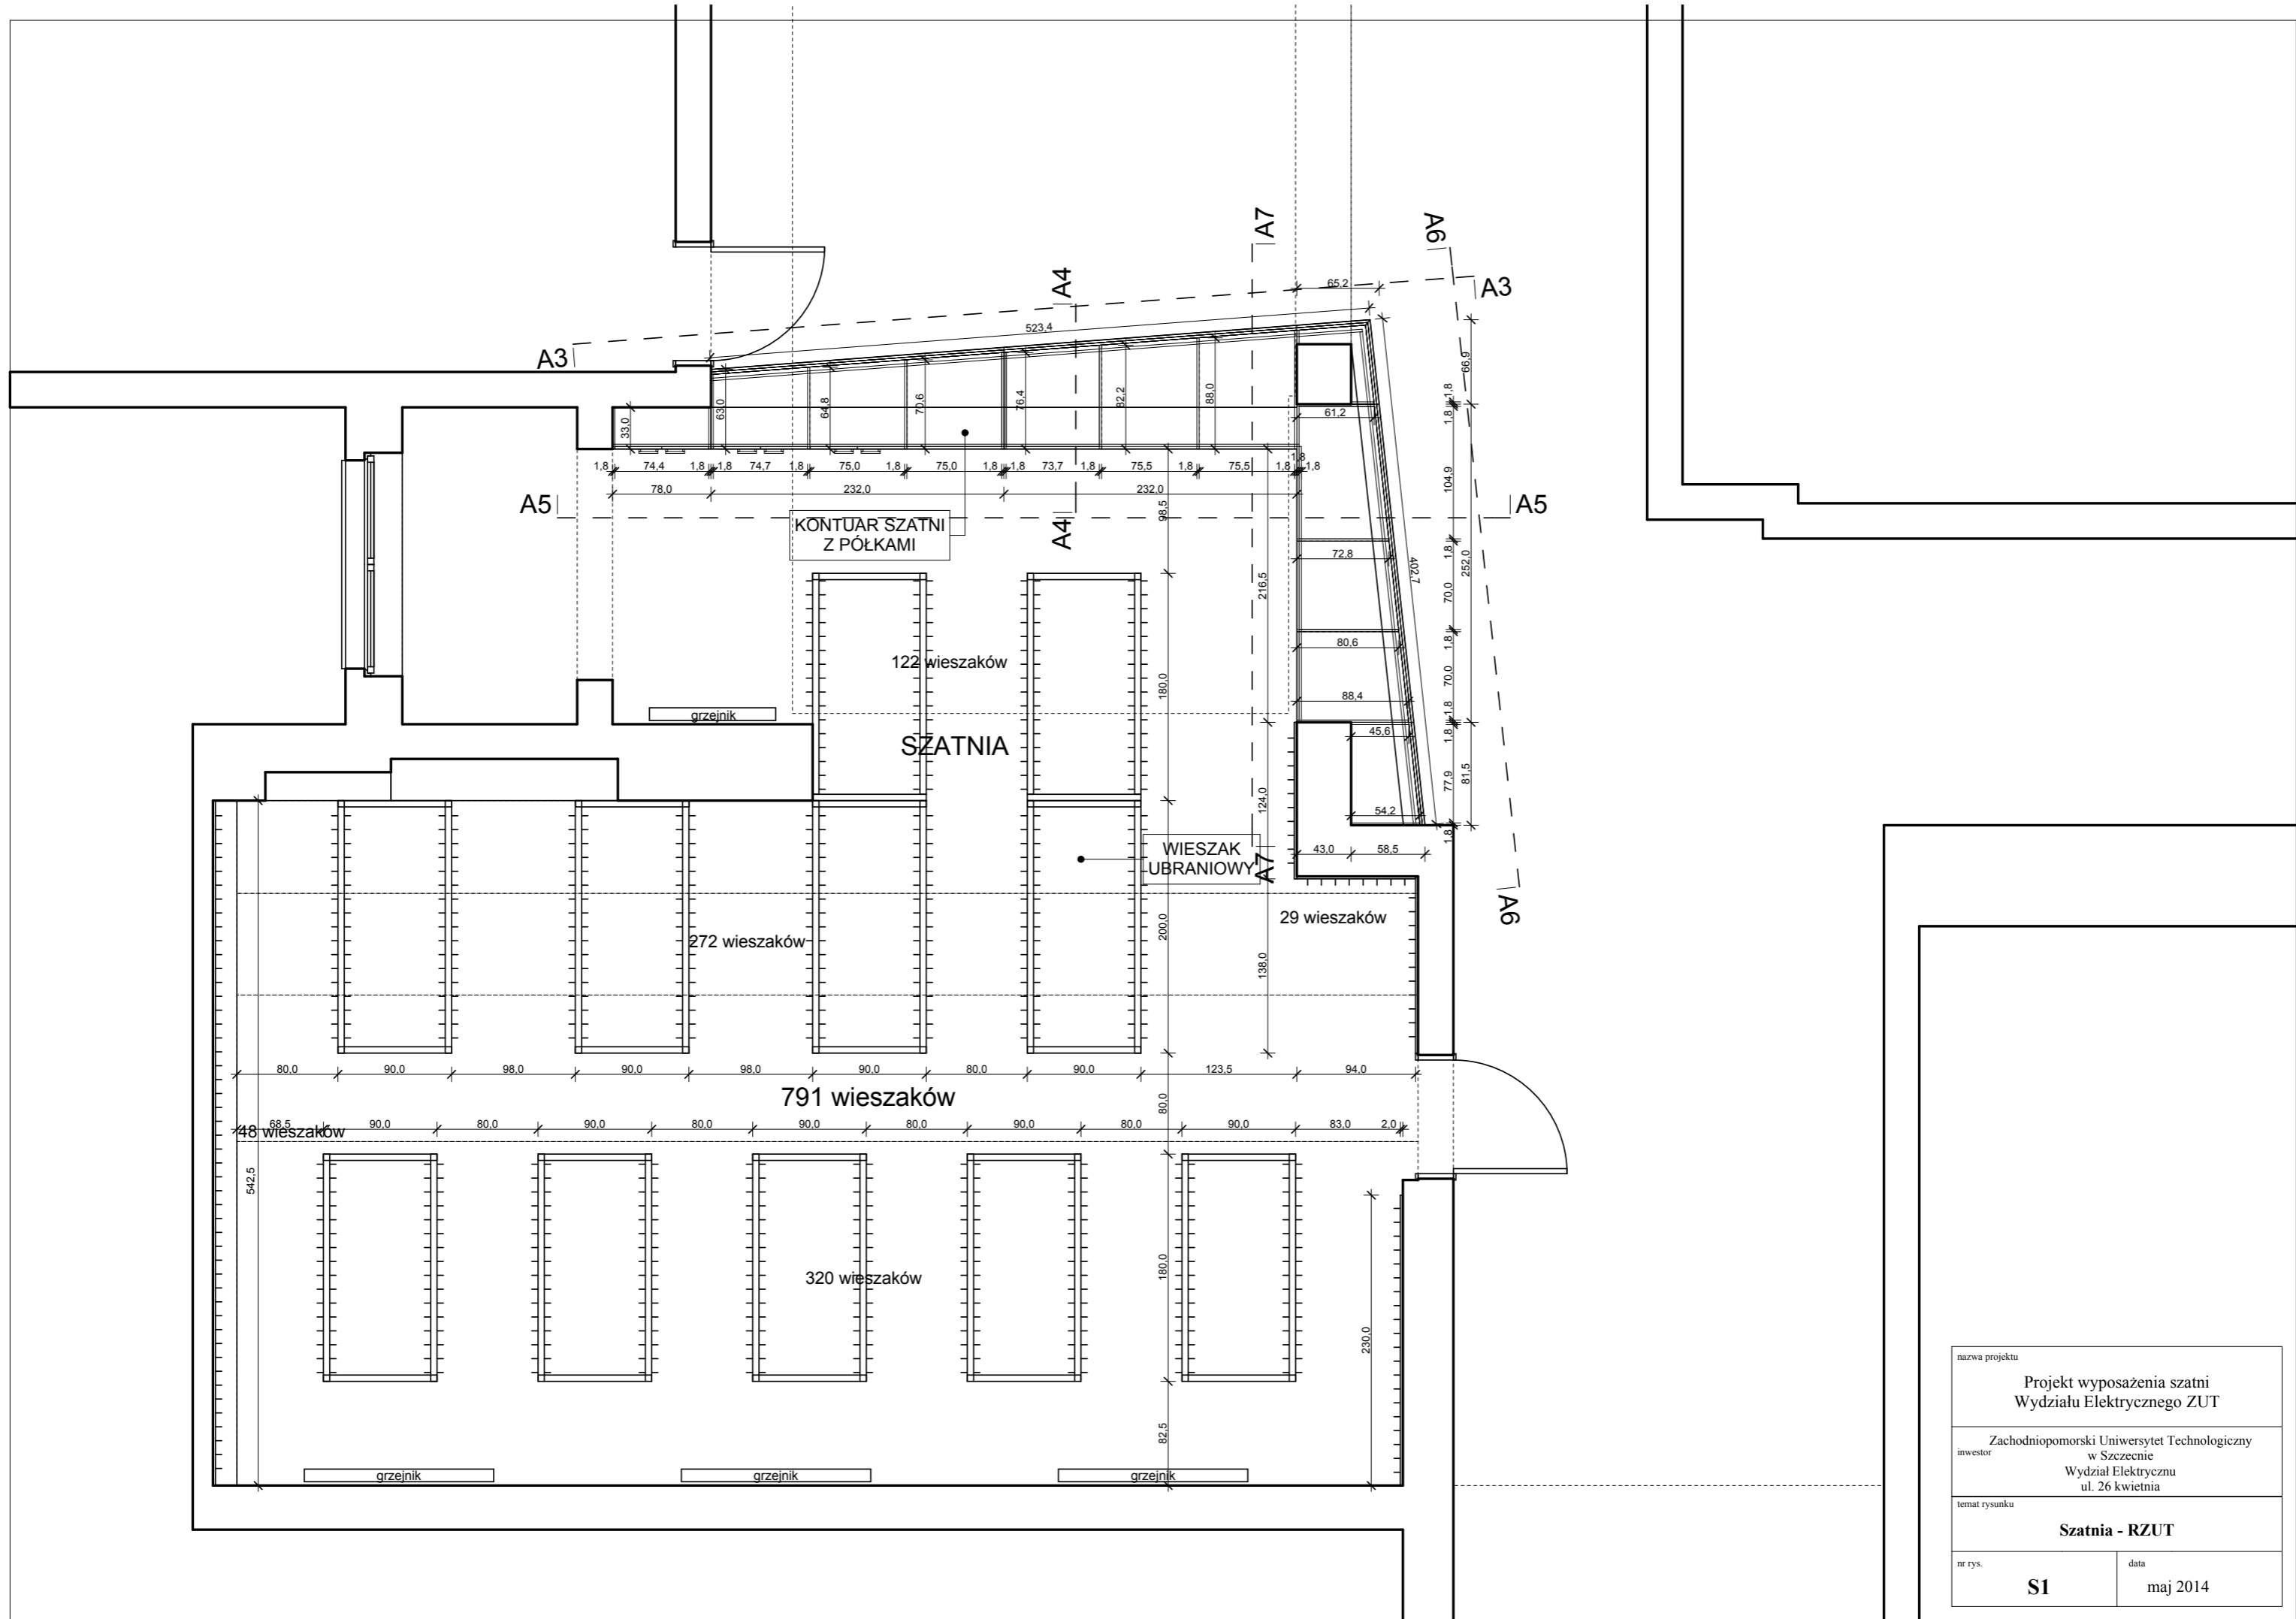 A7
A6
A4
65,2
A3
523,4
A3
66,9
1,8
1,8
63,0
64,8
70,6
76,4
82,2
88,0
61,2
33,0
1,8
74,4
1,8
1,8
74,7
1,8
75,0
1,8
75,0
1,8
1,8
73,7
1,8
75,5
1,8
75,5
1,8
1,8
1,8
78,0
232,0
232,0
104,9
A5
A5
98,5
KONTUAR SZATNI
Z PÓŁKAMI
A4
72,8
1,8
252,0
402,7
216,5
70,0
80,6
1,8
122 wieszaków
180,0
70,0
88,4
1,8
grzejnik
45,6
1,8
SZATNIA
77,9
81,5
124,0
54,2
1,8
WIESZAK
UBRANIOWY
A7
43,0
58,5
A6
29 wieszaków
272 wieszaków
200,0
138,0
80,0
90,0
98,0
90,0
98,0
90,0
80,0
90,0
123,5
94,0
791 wieszaków
80,0
68,5
90,0
80,0
90,0
80,0
90,0
80,0
90,0
80,0
90,0
83,0
2,0
48 wieszaków
542,5
320 wieszaków
180,0
230,0
82,5
grzejnik
grzejnik
grzejnik
nazwa projektu
Projekt wyposażenia szatni
Wydziału Elektrycznego ZUT
Zachodniopomorski Uniwersytet Technologiczny
inwestor
w Szczecnie
Wydział Elektrycznu
ul. 26 kwietnia
temat rysunku
Szatnia - RZUT
nr rys.
data
S1
maj 2014